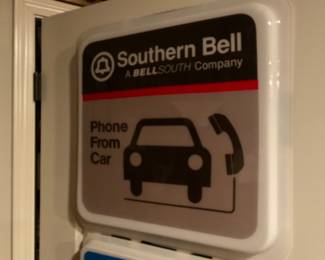 Southern Bell
A BELLSOUTH Company
Phone
From
Car